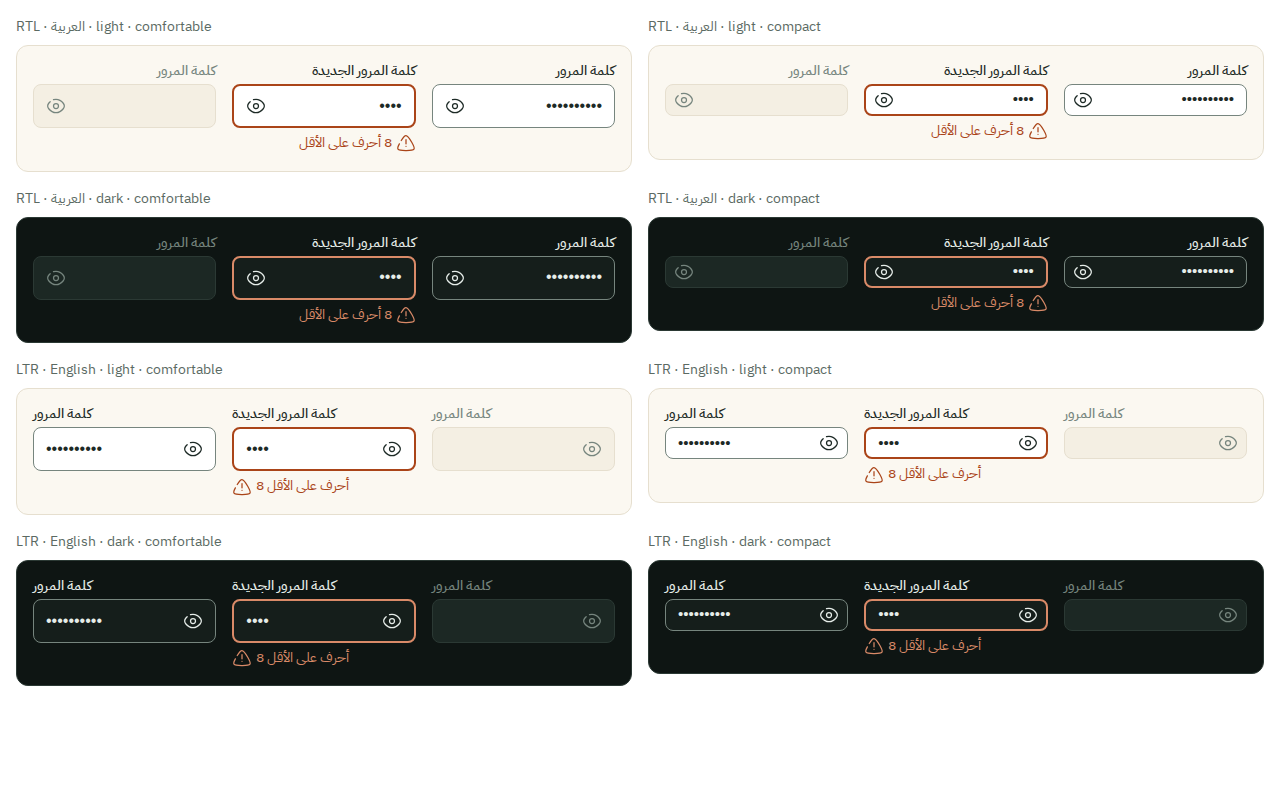 RTL · العربية · light · comfortable
كلمة المرور
كلمة المرور الجديدة
كلمة المرور
••••••••••
••••
8 أحرف على الأقل
RTL · العربية · light · compact
كلمة المرور
كلمة المرور الجديدة
كلمة المرور
••••••••••
••••
8 أحرف على الأقل
RTL · العربية · dark · comfortable
كلمة المرور
كلمة المرور الجديدة
كلمة المرور
••••••••••
••••
8 أحرف على الأقل
RTL · العربية · dark · compact
كلمة المرور
كلمة المرور الجديدة
كلمة المرور
••••••••••
••••
8 أحرف على الأقل
LTR · English · light · comfortable
كلمة المرور
كلمة المرور الجديدة
كلمة المرور
••••••••••
••••
8 أحرف على الأقل
LTR · English · light · compact
كلمة المرور
كلمة المرور الجديدة
كلمة المرور
••••••••••
••••
8 أحرف على الأقل
LTR · English · dark · comfortable
كلمة المرور
كلمة المرور الجديدة
كلمة المرور
••••••••••
••••
8 أحرف على الأقل
LTR · English · dark · compact
كلمة المرور
كلمة المرور الجديدة
كلمة المرور
••••••••••
••••
8 أحرف على الأقل